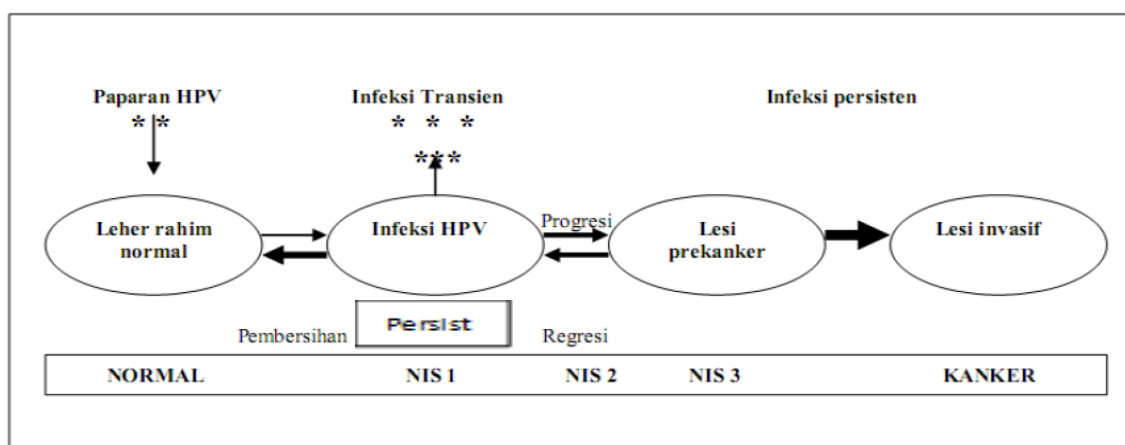 Paparan HPV
* *
Infeksi Transien
* * *
***
Infeksi persisten
Leher rahim
normal
Infeksi HPV
Progresi
Lesi
prekanker
Lesi invasif
Pembersihan
Persist
Regresi
NORMAL
NIS 1
NIS 2
NIS 3
KANKER